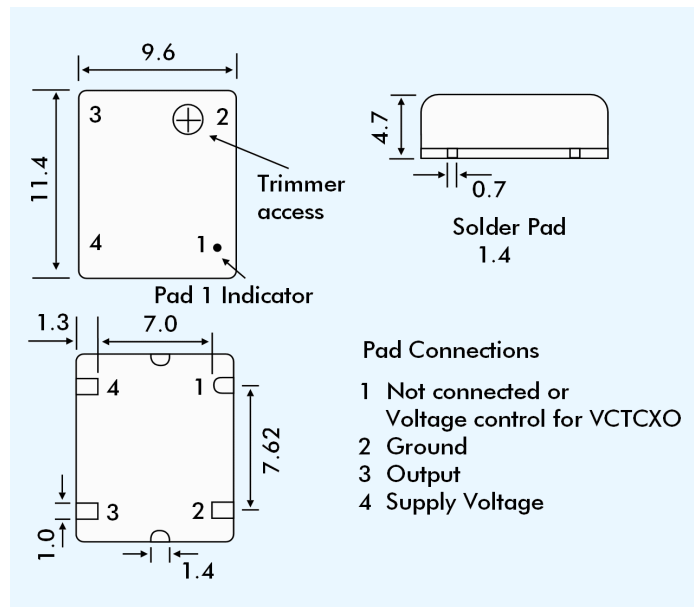 9.6
3
2
11.4
Trimmer
access
4
1
Pad 1 Indicator
4.7
0.7
Solder Pad
1.4
1.3
7.0
4
1
7.62
3
2
1.0
1.4
Pad Connections
1 Not connected or
Voltage control for VCTCXO
2 Ground
3 Output
4 Supply Voltage